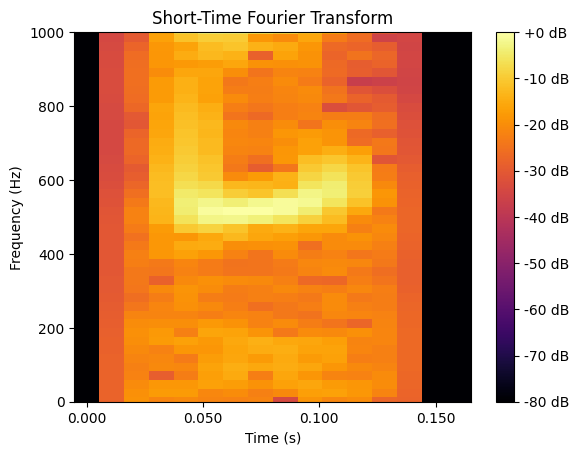 Short-Time Fourier Transform
1000
800
600
400
200
0
Frequency (Hz)
0.000
0.050
0.100
0.150
Time (s)
+0 dB
-10 dB
-20 dB
-30 dB
-40 dB
-50 dB
-60 dB
-70 dB
-80 dB